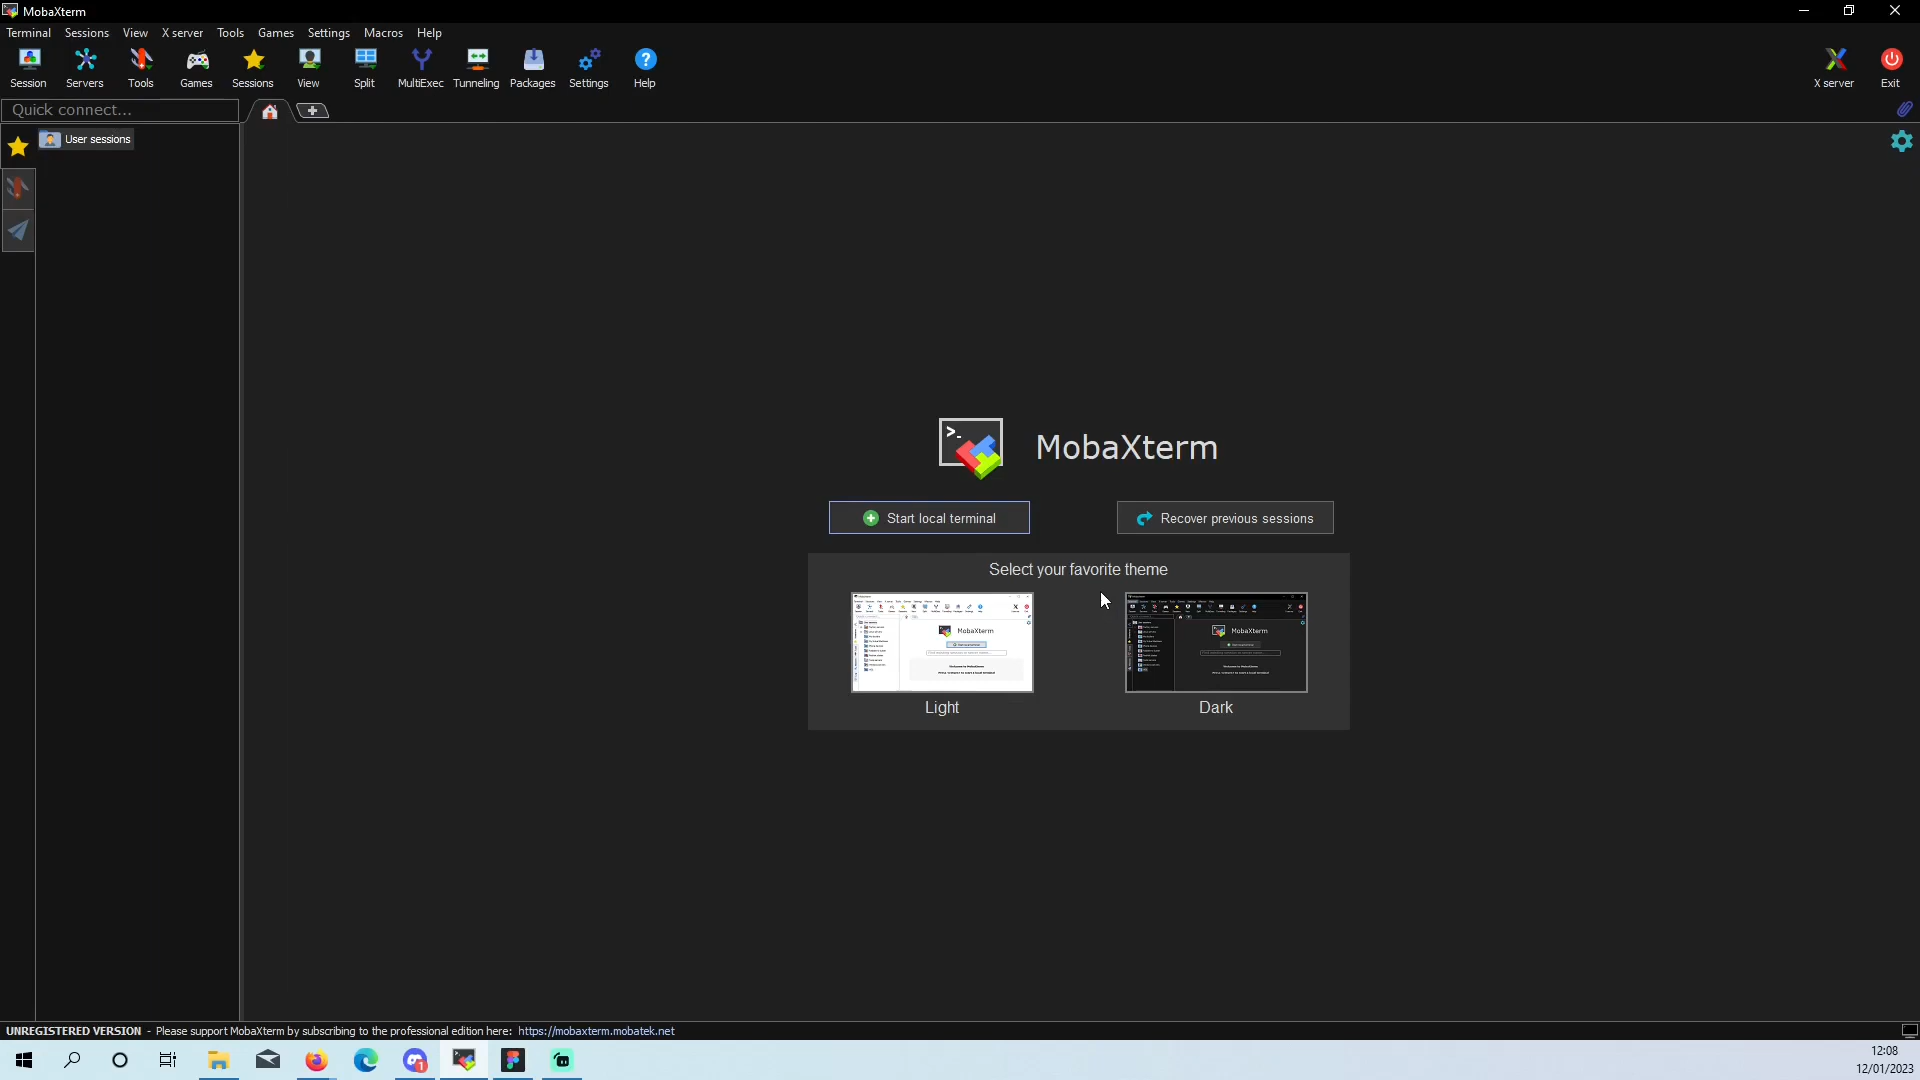 MobaXterm
Terminal Sessions View X server Tools Games Settings Macros Help
Session Servers Tools Games Sessions View Split MultiExec Tunneling Packages Settings Help X server Exit
Quick connect...
User sessions
MobaXterm
Start local terminal
Recover previous sessions
Select your favorite theme
MobaXterm
MobaXterm
Light
Dark
UNREGISTERED VERSION - Please support MobaXterm by subscribing to the professional edition here: https://mobaxterm.mobatek.net
12:08
12/01/2023